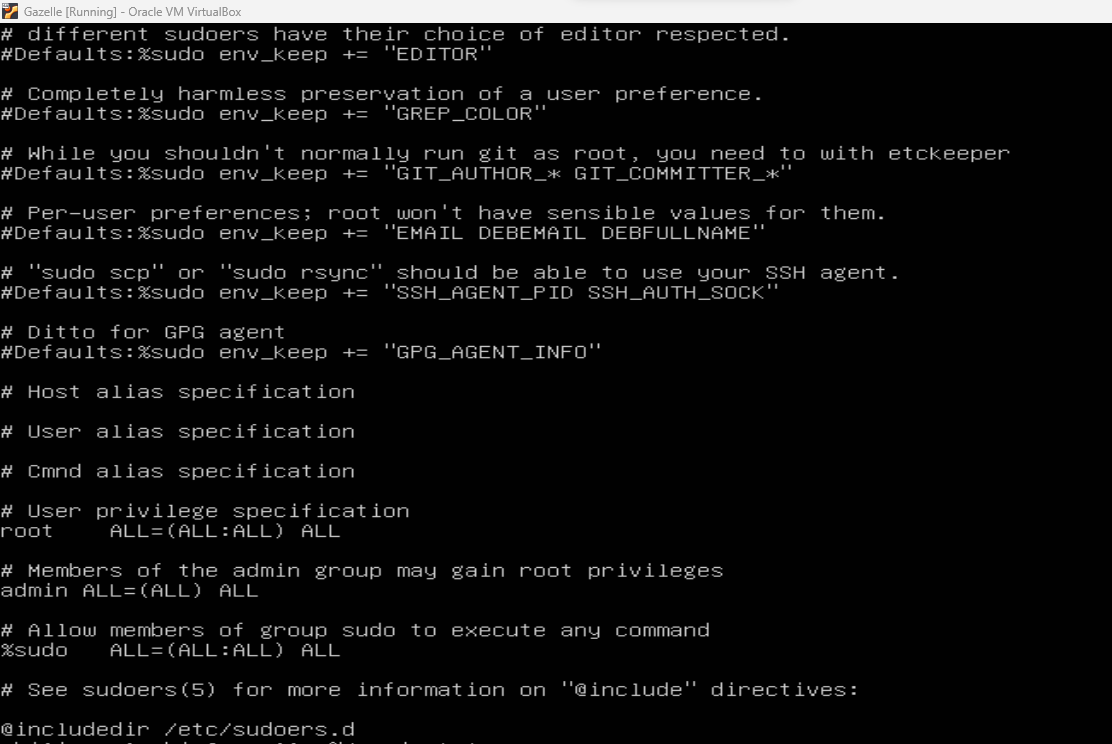 Gazelle [Running] - Oracle VM VirtualBox
# different sudoers have their choice of editor respected.
#Defaults:%sudo env_keep += "EDITOR"
# Completely harmless preservation of a user preference.
#Defaults:%sudo env_keep += "GREP_COLOR"
# While you shouldn't normally run git as root, you need to with etckeeper
#Defaults:%sudo env_keep += "GIT_AUTHOR_* GIT_COMMITTER_*"
# Per-user preferences; root won't have sensible values for them.
#Defaults:%sudo env_keep += "EMAIL DEBEMAIL DEBFULLNAME"
# "sudo scp" or "sudo rsync" should be able to use your SSH agent.
#Defaults:%sudo env_keep += "SSH_AGENT_PID SSH_AUTH_SOCK"
# Ditto for GPG agent
#Defaults:%sudo env_keep += "GPG_AGENT_INFO"
# Host alias specification
# User alias specification
# Cmnd alias specification
# User privilege specification
root    ALL=(ALL:ALL) ALL
# Members of the admin group may gain root privileges
admin ALL=(ALL) ALL
# Allow members of group sudo to execute any command
%sudo   ALL=(ALL:ALL) ALL
# See sudoers(5) for more information on "@include" directives:
@includedir /etc/sudoers.d